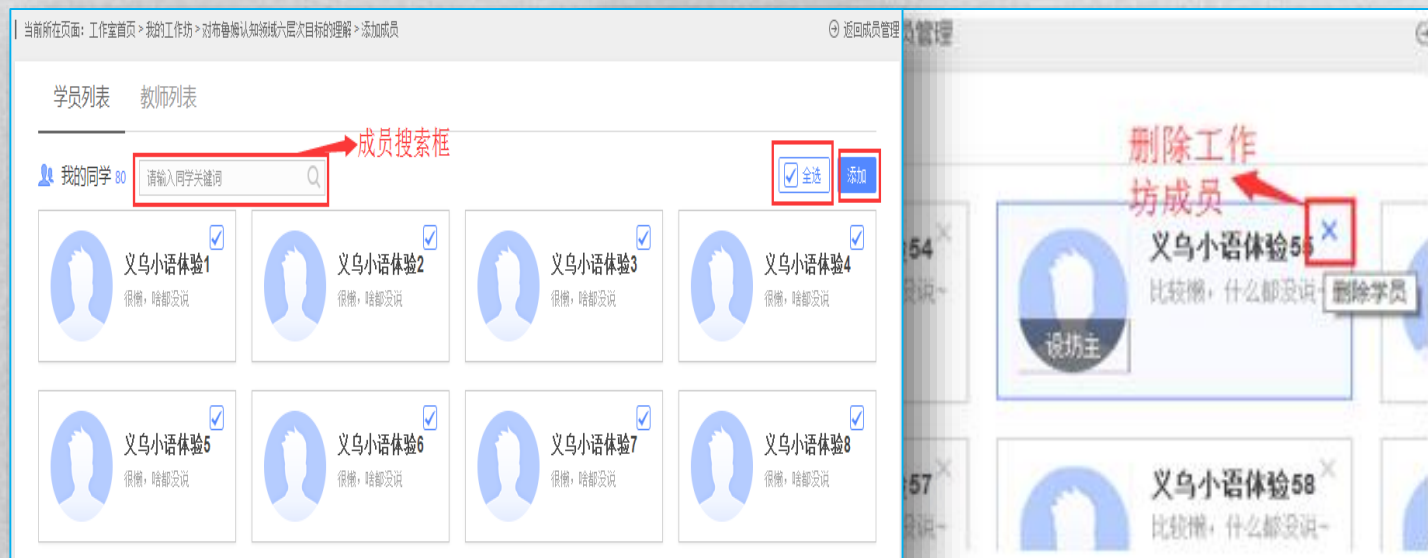 当前所在页面：工作室首页 > 我的工作坊 > 对布鲁姆认知领域六层次目标的理解 > 添加成员
返回成员管理
学员列表 教师列表
成员搜索框
我的同学 80 请输入同学关键词 全选 添加
义乌小语体验1 义乌小语体验2 义乌小语体验3 义乌小语体验4
很懒，啥都没说 很懒，啥都没说 很懒，啥都没说 很懒，啥都没说
义乌小语体验5 义乌小语体验6 义乌小语体验7 义乌小语体验8
很懒，啥都没说 很懒，啥都没说 很懒，啥都没说 很懒，啥都没说
员管理
删除工作
坊成员
54 义乌小语体验55
没说~ 比较懒，什么都没说~
删除学员
设坊主
57 义乌小语体验58
没说~ 比较懒，什么都没说~